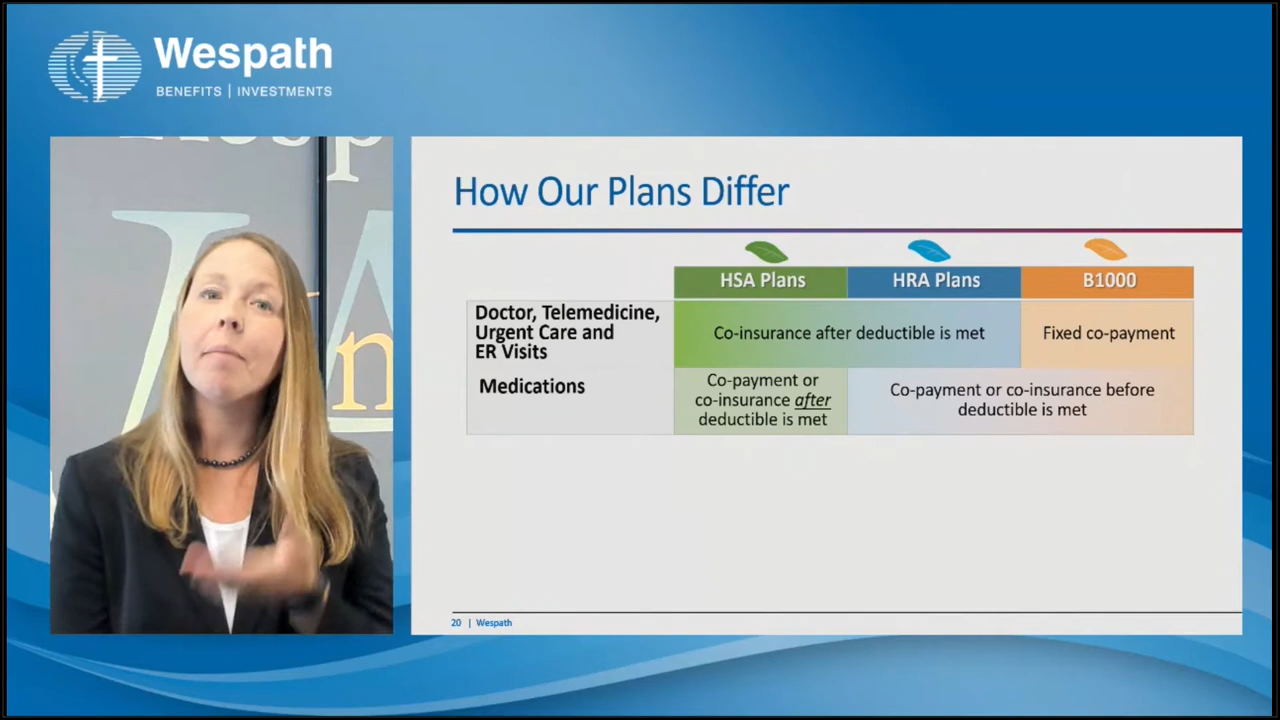 Wespath
BENEFITS | INVESTMENTS
How Our Plans Differ
HSA Plans
HRA Plans
B1000
Doctor, Telemedicine,
Urgent Care and
ER Visits
Co-insurance after deductible is met
Fixed co-payment
Medications
Co-payment or
co-insurance after
deductible is met
Co-payment or co-insurance before
deductible is met
20 | Wespath